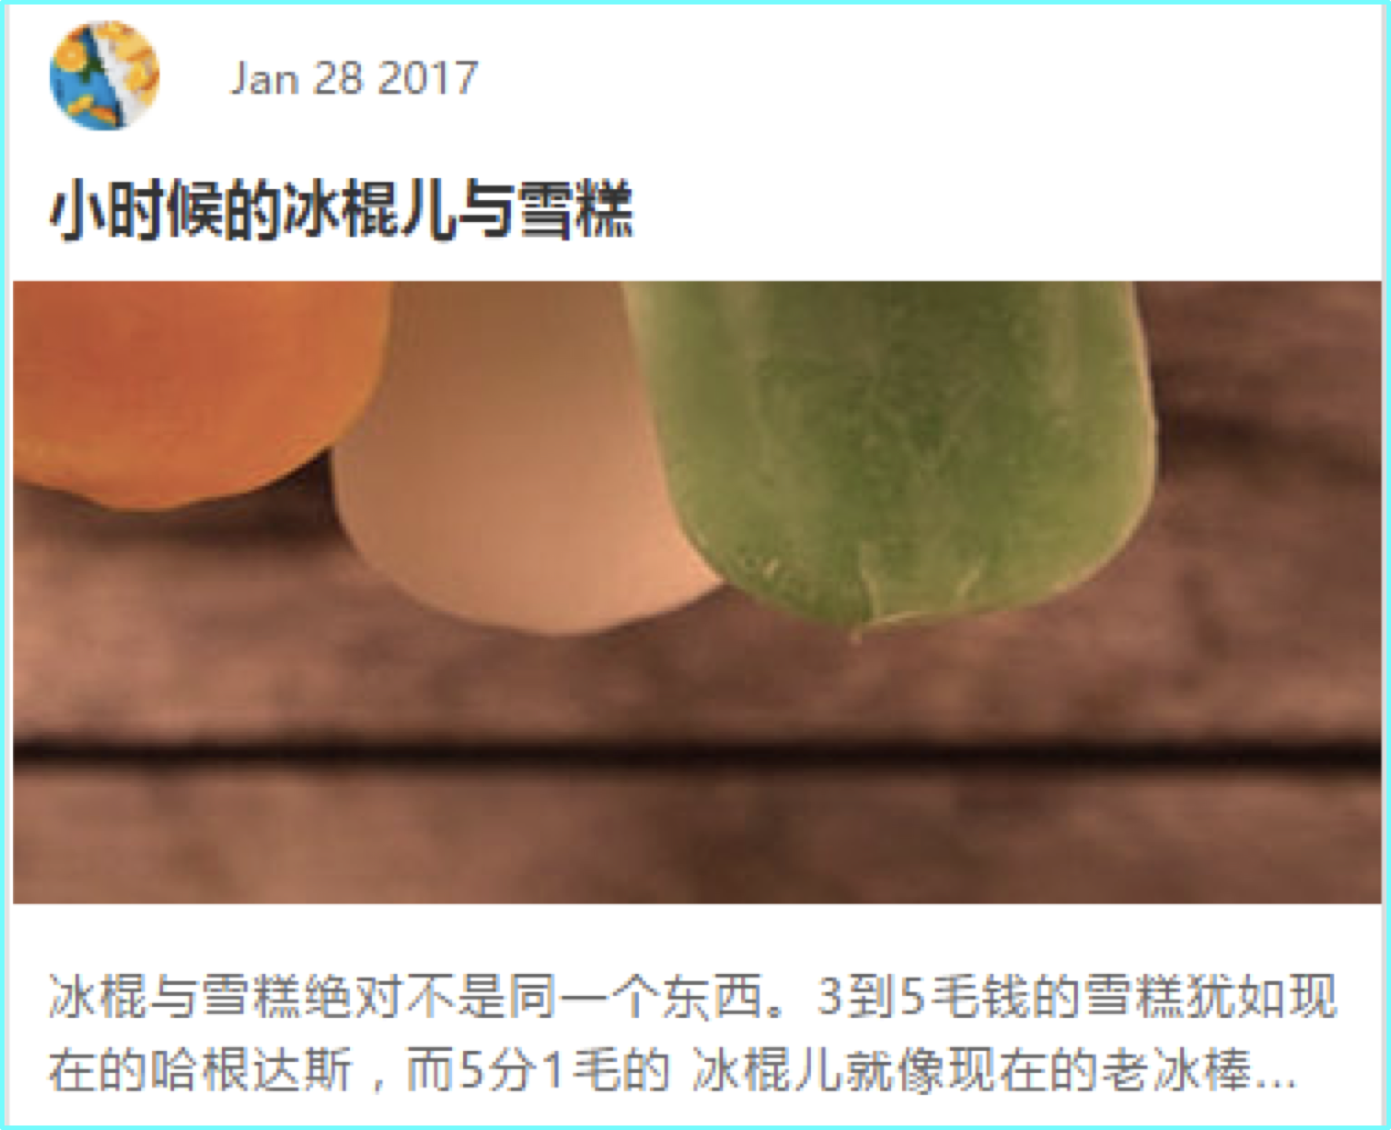 Jan 28 2017
小时候的冰棍儿与雪糕
冰棍与雪糕绝对不是同一个东西。3到5毛钱的雪糕犹如现
在的哈根达斯，而5分1毛的 冰棍儿就像现在的老冰棒...